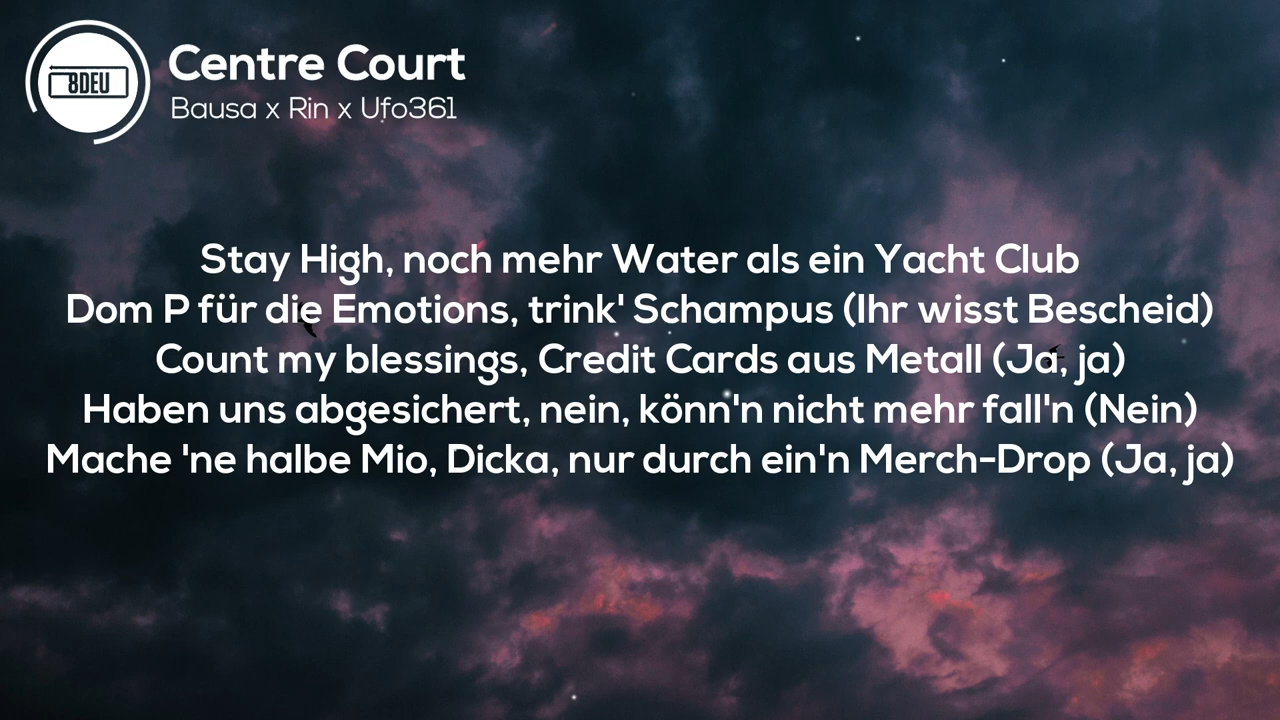 8DEU
Centre Court
Bausa x Rin x Ufo361
Stay High, noch mehr Water als ein Yacht Club
Dom P für die Emotions, trink' Schampus (Ihr wisst Bescheid)
Count my blessings, Credit Cards aus Metall (Ja, ja)
Haben uns abgesichert, nein, könn'n nicht mehr fall'n (Nein)
Mache 'ne halbe Mio, Dicka, nur durch ein'n Merch-Drop (Ja, ja)